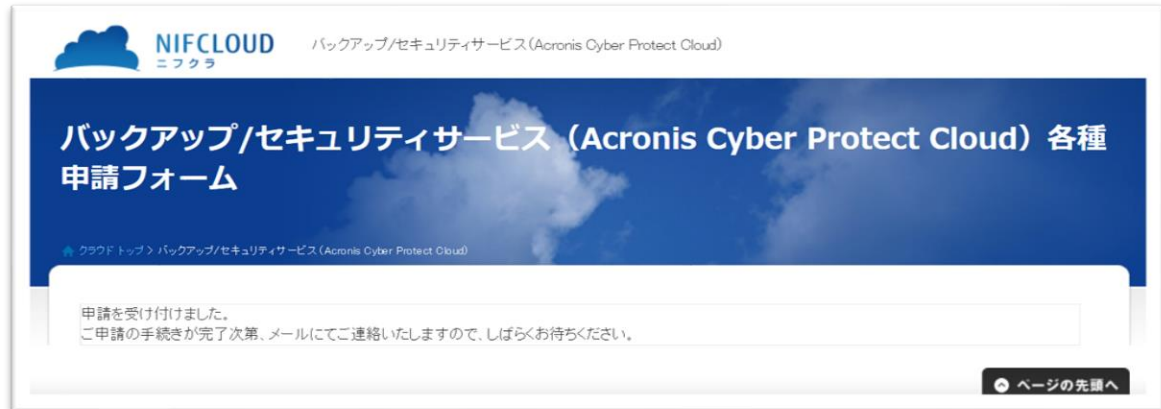 NIFCLOUD
ニフクラ
バックアップ/セキュリティサービス(Acronis Cyber Protect Cloud)
バックアップ/セキュリティサービス（Acronis Cyber Protect Cloud）各種
申請フォーム
クラウド トップ > バックアップ/セキュリティサービス(Acronis Cyber Protect Cloud)
申請を受け付けました。
ご申請の手続きが完了次第、メールにてご連絡いたしますので、しばらくお待ちください。
ページの先頭へ